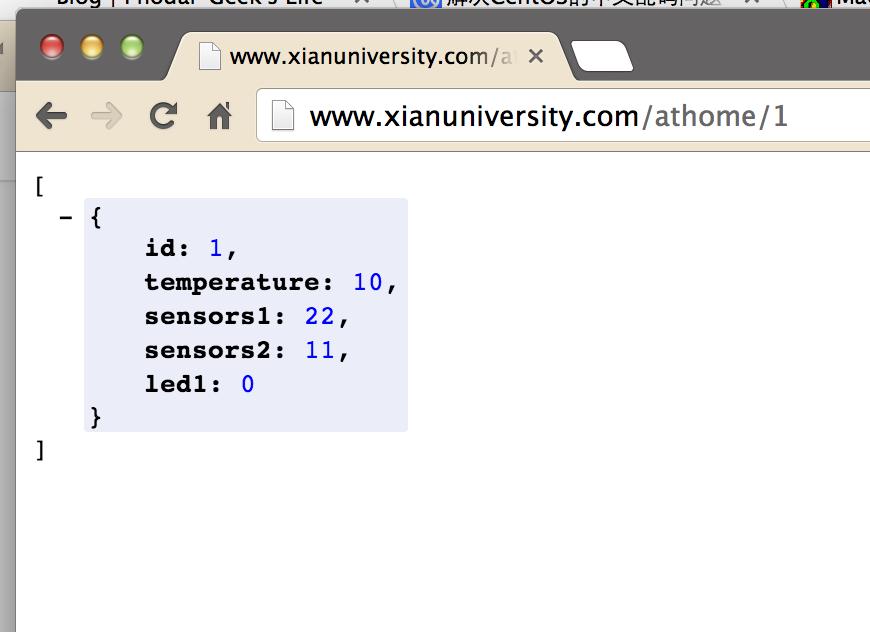 Blog | Phodal Geek's Life
解决CentOS的中文配码问题
Ma
www.xianuniversity.com/a
www.xianuniversity.com/athome/1
[
- {
id: 1,
temperature: 10,
sensors1: 22,
sensors2: 11,
led1: 0
}
]